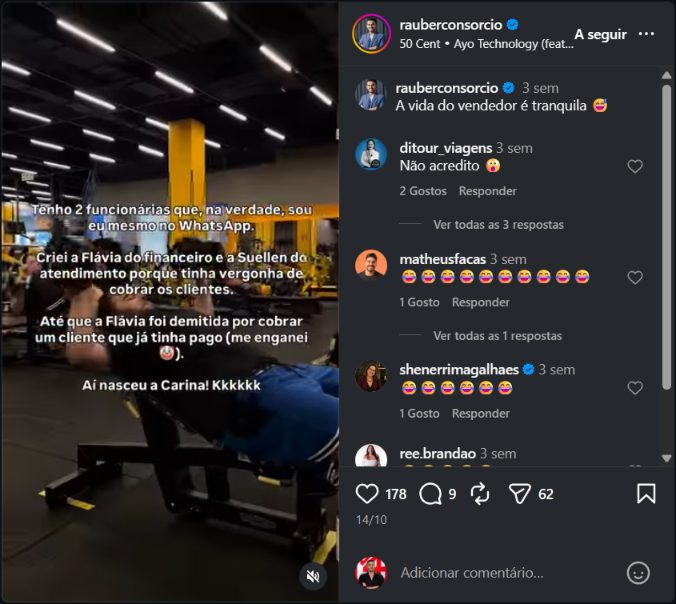 Tenho 2 funcionárias que, na verdade, sou
eu mesmo no WhatsApp.
Criei a Flávia do financeiro e a Suellen do
atendimento porque tinha vergonha de
cobrar os clientes.
Até que a Flávia foi demitida por cobrar
um cliente que já tinha pago (me enganei
🤡).
Aí nasceu a Carina! Kkkkkk
rauberconsorcio
50 Cent • Ayo Technology (feat...
A seguir
rauberconsorcio 3 sem
A vida do vendedor é tranquila 😅
ditour_viagens 3 sem
Não acredito 😲
2 Gostos Responder
Ver todas as 3 respostas
matheusfacas 3 sem
😂😂😂😂😂😂😂😂😂😂
1 Gosto Responder
Ver todas as 1 respostas
shenerrimagalhaes 3 sem
😂😂😂😂😂😂
1 Gosto Responder
ree.brandao 3 sem
178 9 62
14/10
Adicionar comentário...